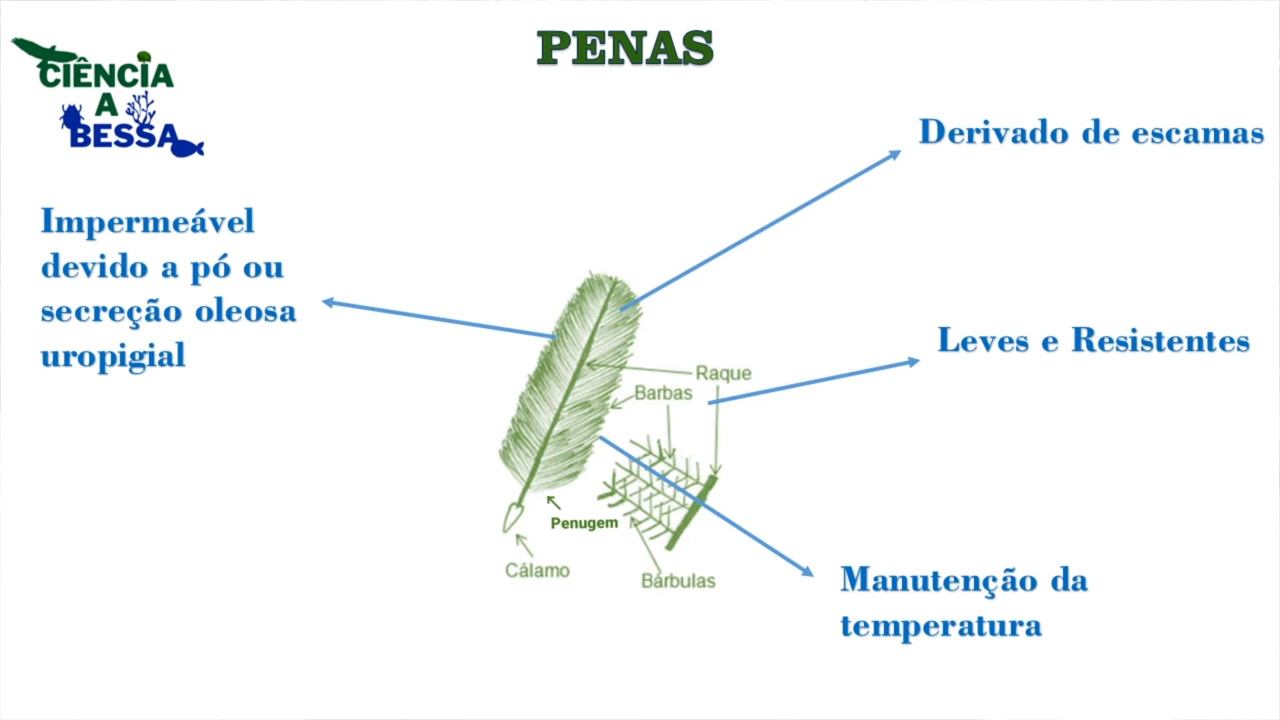 PENAS
CIÊNCIA
A
BESSA
Derivado de escamas
Impermeável
devido a pó ou
secreção oleosa
uropigial
Leves e Resistentes
Raque
Barbas
Penugem
Cálamo
Bárbulas
Manutenção da
temperatura